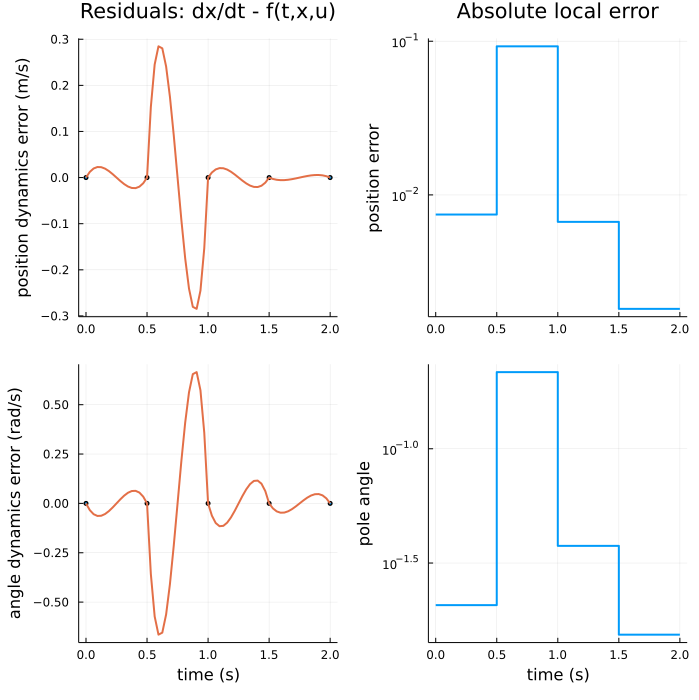 Residuals: dx/dt - f(t,x,u)
position dynamics error (m/s)
0.3
0.2
0.1
0.0
−0.1
−0.2
−0.3
0.0 0.5 1.0 1.5 2.0
Absolute local error
position error
10⁻¹
10⁻²
0.0 0.5 1.0 1.5 2.0
angle dynamics error (rad/s)
0.50
0.25
0.00
−0.25
−0.50
0.0 0.5 1.0 1.5 2.0
time (s)
pole angle
10⁻¹·⁰
10⁻¹·⁵
0.0 0.5 1.0 1.5 2.0
time (s)